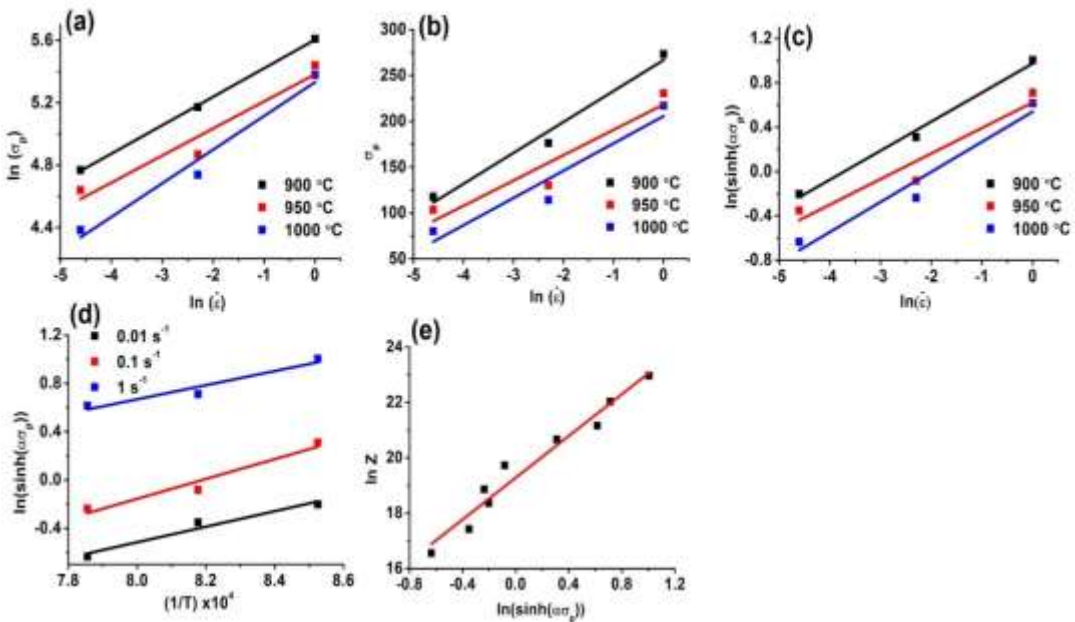 (a)
5.6
5.2
4.8
4.4
ln (σp)
900 °C
950 °C
1000 °C
-5 -4 -3 -2 -1 0
ln (ε̇)
(b)
300
250
200
150
100
50
σp
900 °C
950 °C
1000 °C
-5 -4 -3 -2 -1 0
ln (ε̇)
(c)
1.2
0.8
0.4
0.0
-0.4
-0.8
ln(sinh(ασp))
900 °C
950 °C
1000 °C
-5 -4 -3 -2 -1 0
ln(ε̇)
(d)
1.2
0.8
0.4
0.0
-0.4
ln(sinh(ασp))
0.01 s-1
0.1 s-1
1 s-1
7.8 8.0 8.2 8.4 8.6
(1/T) x10⁴
(e)
24
22
20
18
16
ln Z
-0.8 -0.4 0.0 0.4 0.8 1.2
ln(sinh(ασp))